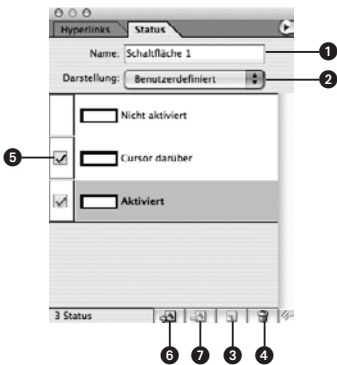 Hyperlinks Status
Name: Schaltfläche 1 1
Darstellung: Benutzerdefiniert 2
Nicht aktiviert
5 Cursor darüber
Aktiviert
3 Status
6 7 3 4